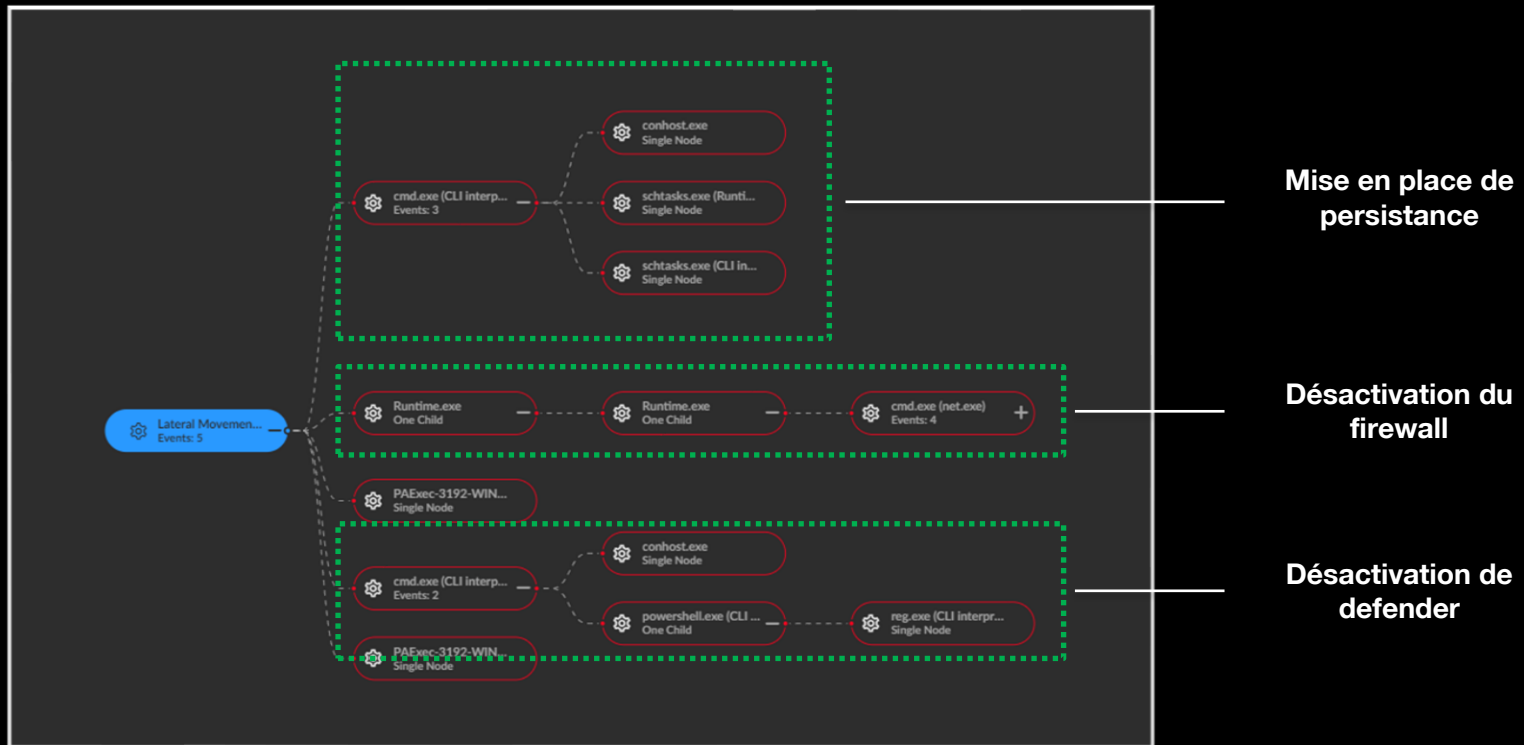 conhost.exe
Single Node
cmd.exe (CLI interp...
Events: 3
schtasks.exe (Runti...
Single Node
schtasks.exe (CLI in...
Single Node
Mise en place de
persistance
Runtime.exe
One Child
Runtime.exe
One Child
cmd.exe (net.exe)
Events: 4
Désactivation du
firewall
Lateral Movemen...
Events: 5
PAExec-3192-WIN...
Single Node
conhost.exe
Single Node
cmd.exe (CLI interp...
Events: 2
powershell.exe (CLI ...
One Child
reg.exe (CLI interpr...
Single Node
Désactivation de
defender
PAExec-3192-WIN...
Single Node